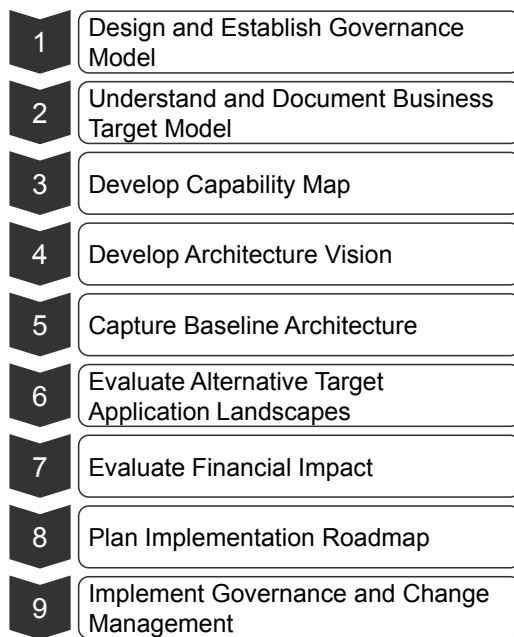 1
Design and Establish Governance
Model
2
Understand and Document Business
Target Model
3
Develop Capability Map
4
Develop Architecture Vision
5
Capture Baseline Architecture
6
Evaluate Alternative Target
Application Landscapes
7
Evaluate Financial Impact
8
Plan Implementation Roadmap
9
Implement Governance and Change
Management